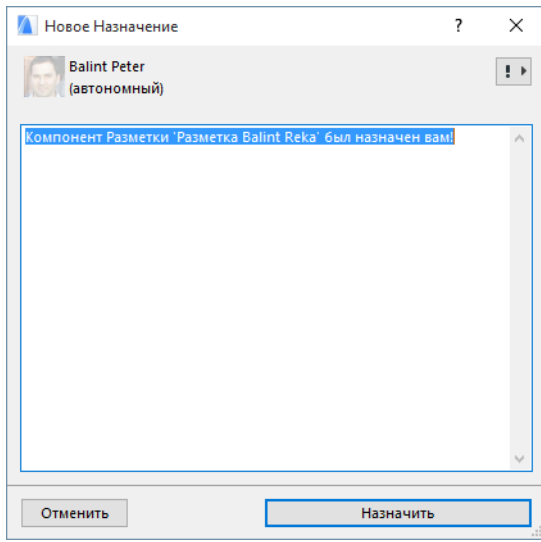 Новое Назначение
Balint Peter
(автономный)
Компонент Разметки 'Разметка Balint Reka' был назначен вам!
Отменить
Назначить